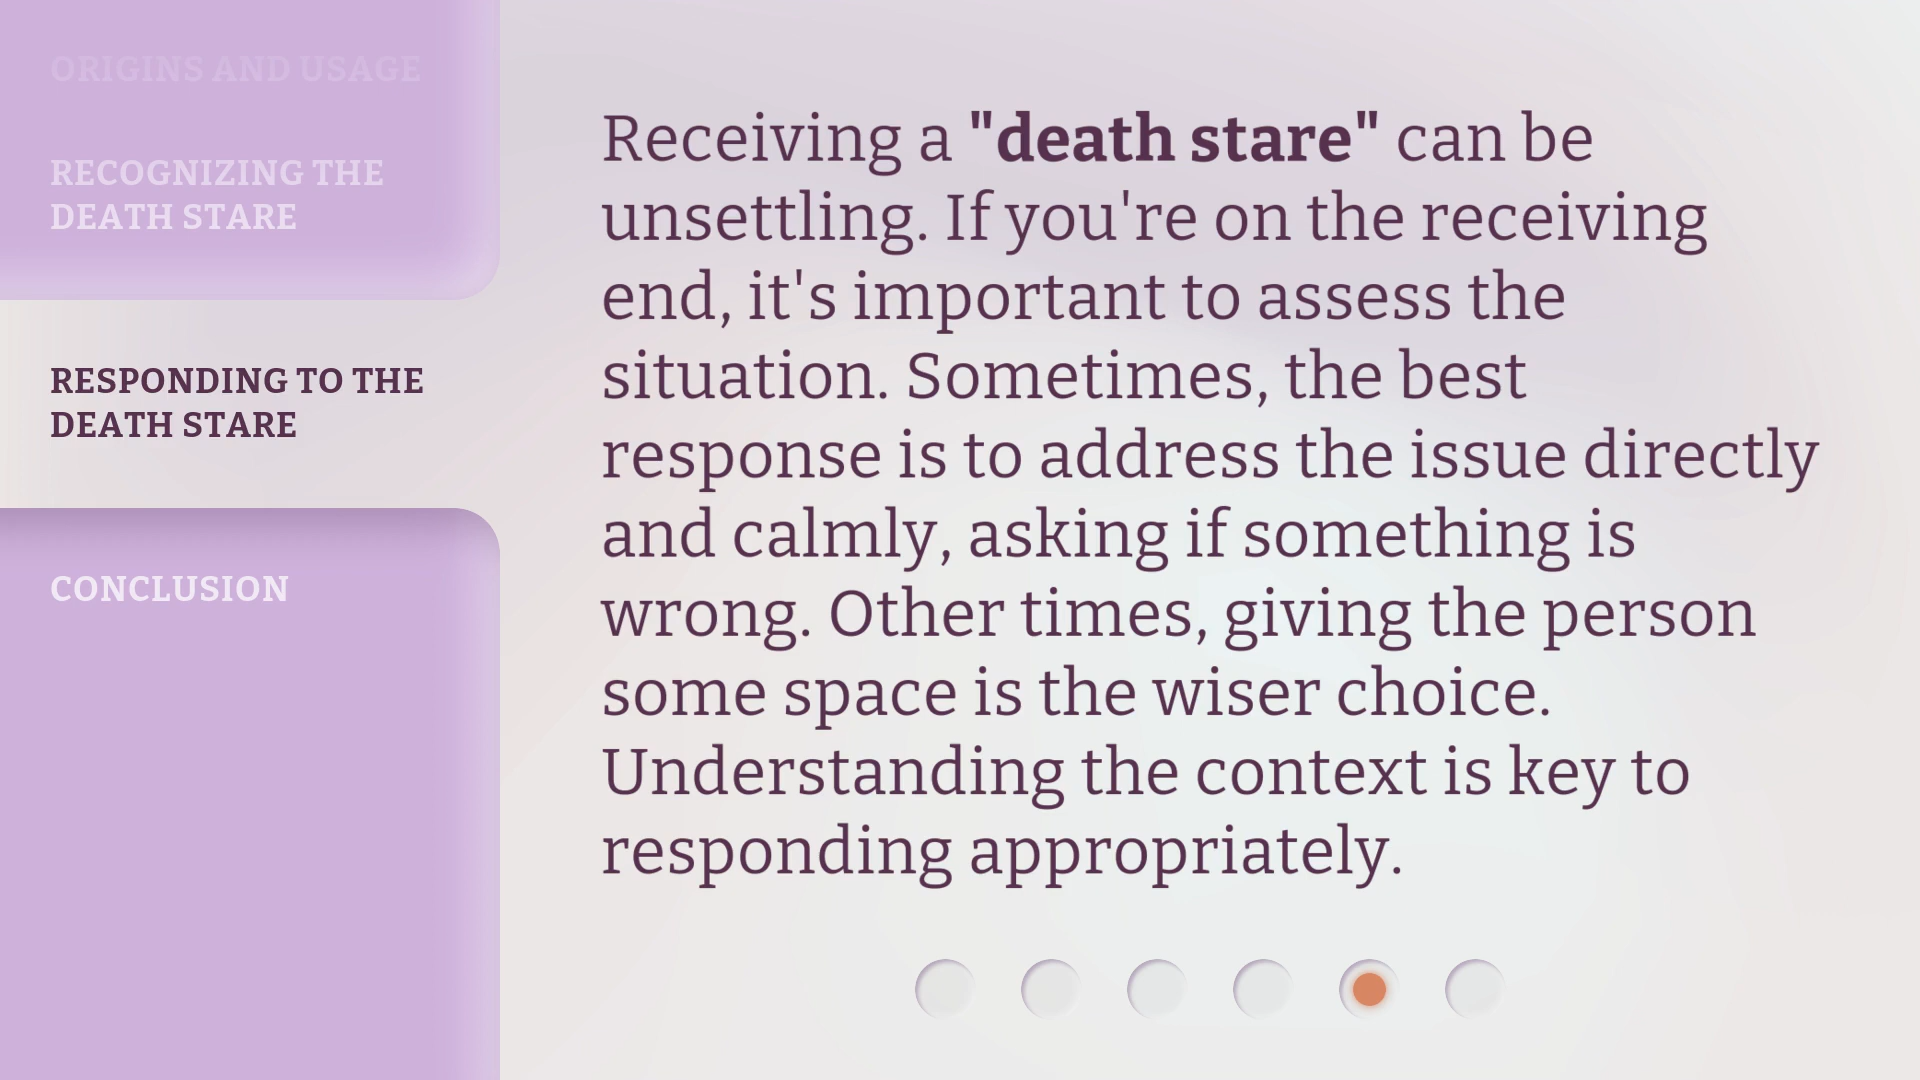 ORIGINS AND USAGE
RECOGNIZING THE
DEATH STARE
RESPONDING TO THE
DEATH STARE
CONCLUSION
Receiving a "death stare" can be
unsettling. If you're on the receiving
end, it's important to assess the
situation. Sometimes, the best
response is to address the issue directly
and calmly, asking if something is
wrong. Other times, giving the person
some space is the wiser choice.
Understanding the context is key to
responding appropriately.